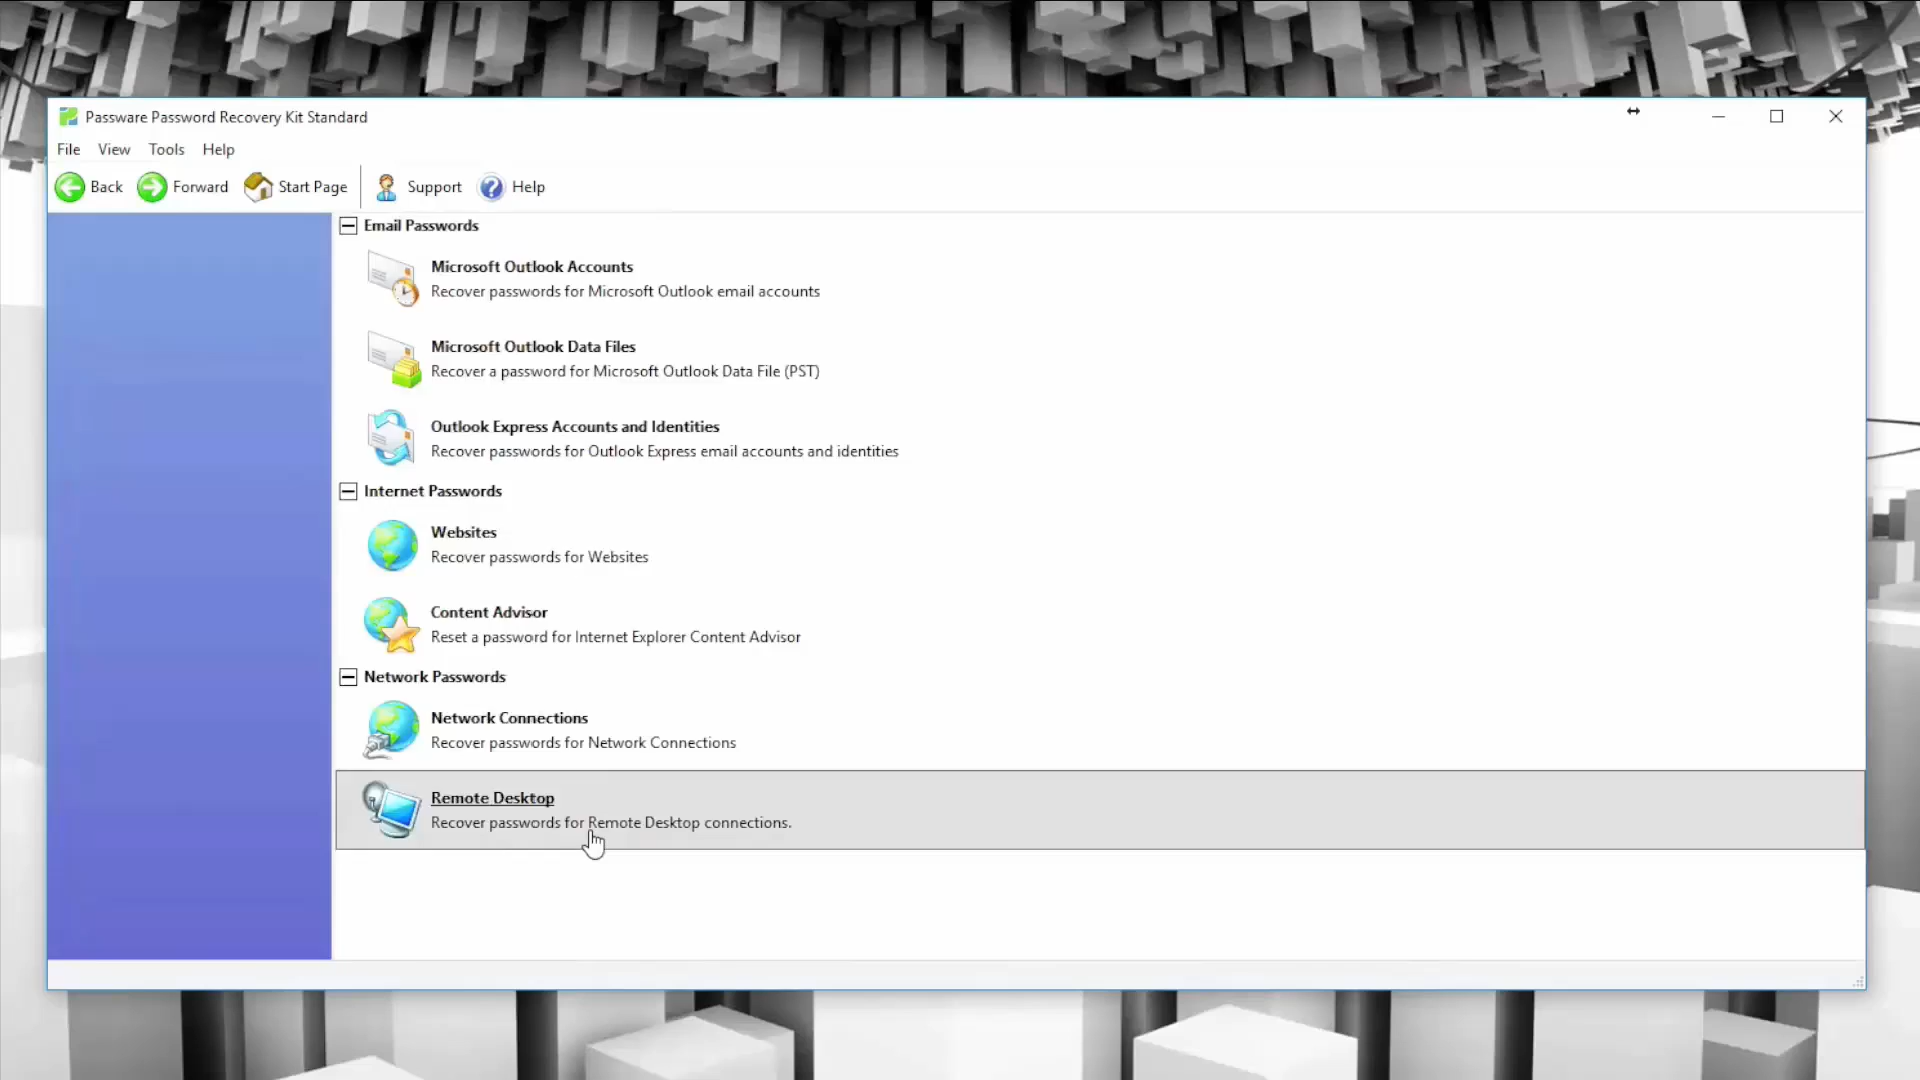 Passware Password Recovery Kit Standard
File View Tools Help
Back Forward Start Page Support Help
Email Passwords
Microsoft Outlook Accounts
Recover passwords for Microsoft Outlook email accounts
Microsoft Outlook Data Files
Recover a password for Microsoft Outlook Data File (PST)
Outlook Express Accounts and Identities
Recover passwords for Outlook Express email accounts and identities
Internet Passwords
Websites
Recover passwords for Websites
Content Advisor
Reset a password for Internet Explorer Content Advisor
Network Passwords
Network Connections
Recover passwords for Network Connections
Remote Desktop
Recover passwords for Remote Desktop connections.